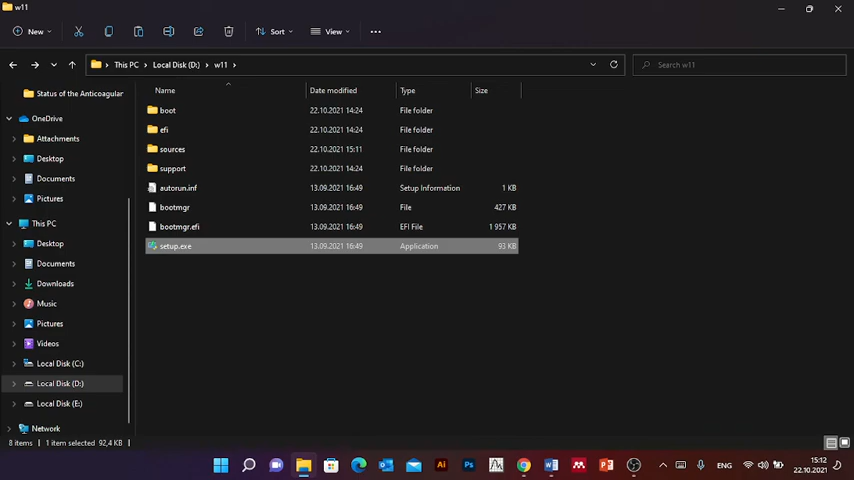 w11
New
Sort
View
This PC
Local Disk (D:)
w11
Search w11
Name
Date modified
Type
Size
Status of the Anticoagular
OneDrive
Attachments
Desktop
Documents
Pictures
This PC
Desktop
Documents
Downloads
Music
Pictures
Videos
Local Disk (C:)
Local Disk (D:)
Local Disk (E:)
Network
boot 22.10.2021 14:24 File folder
efi 22.10.2021 14:24 File folder
sources 22.10.2021 15:11 File folder
support 22.10.2021 14:24 File folder
autorun.inf 13.09.2021 16:49 Setup Information 1 KB
bootmgr 13.09.2021 16:49 File 427 KB
bootmgr.efi 13.09.2021 16:49 EFI File 1 957 KB
setup.exe 13.09.2021 16:49 Application 93 KB
8 items 1 item selected 92,4 KB
Ai
Ps
ENG
15:12
22.10.2021